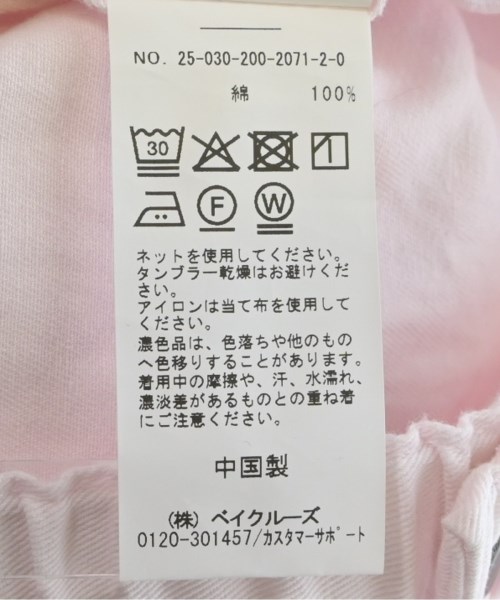 NO. 25-030-200-2071-2-0
綿 100%
30
F W
ネットを使用してください。
タンブラー乾燥はお避けくだ
さい。
アイロンは当て布を使用して
ください。
濃色品は、色落ちや他のもの
へ色移りすることがあります。
着用中の摩擦や、汗、水濡れ、
濃淡差があるものとの重ね着
にご注意ください。
中国製
(株) ベイクルーズ
0120-301457/カスタマーサポート